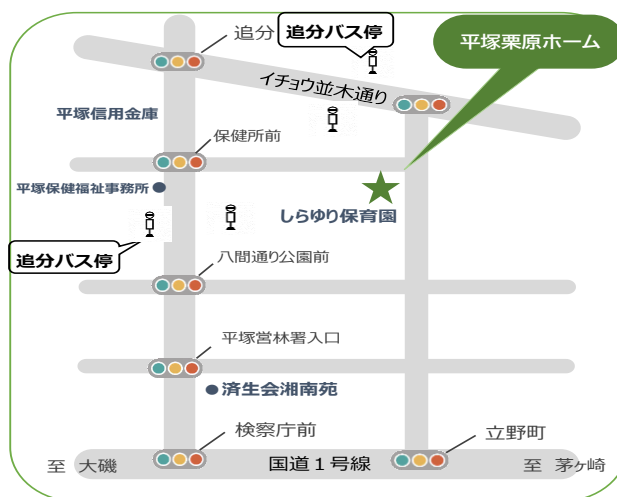 追分
追分バス停
平塚栗原ホーム
イチョウ並木通り
平塚信用金庫
保健所前
平塚保健福祉事務所
しらゆり保育園
追分バス停
八間通り公園前
平塚営林署入口
済生会湘南苑
検察庁前
立野町
至 大磯
国道１号線
至 茅ヶ崎